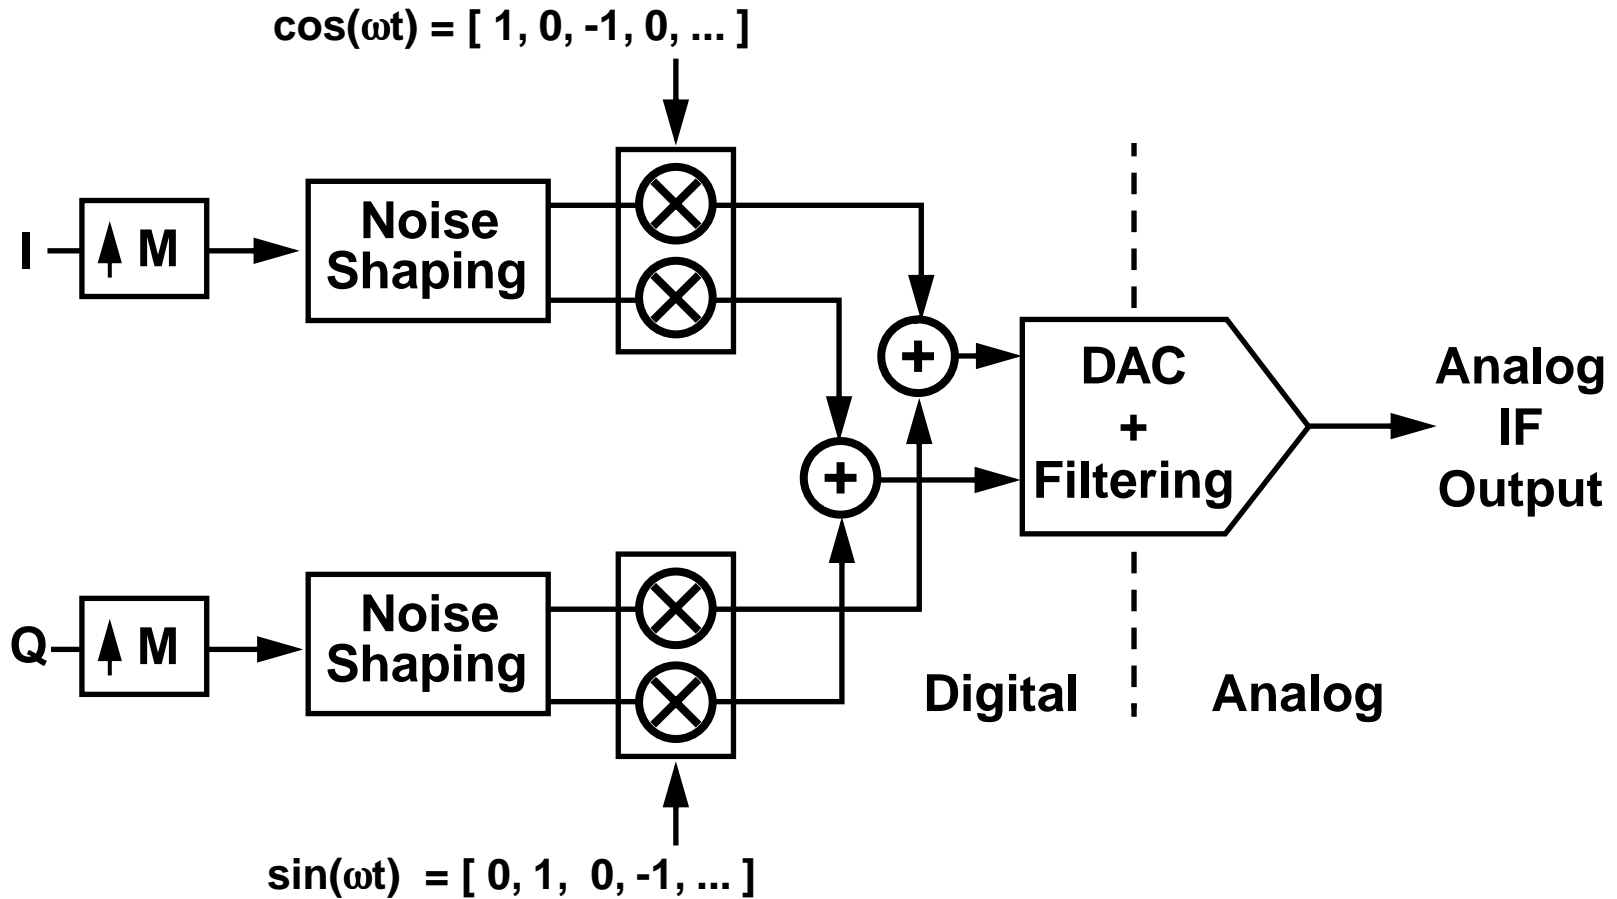 cos(ωt) = [ 1, 0, -1, 0, ... ]
I
M
Noise
Shaping
+
+
DAC
+
Filtering
Analog
IF
Output
Q
M
Noise
Shaping
Digital
Analog
sin(ωt) = [ 0, 1, 0, -1, ... ]